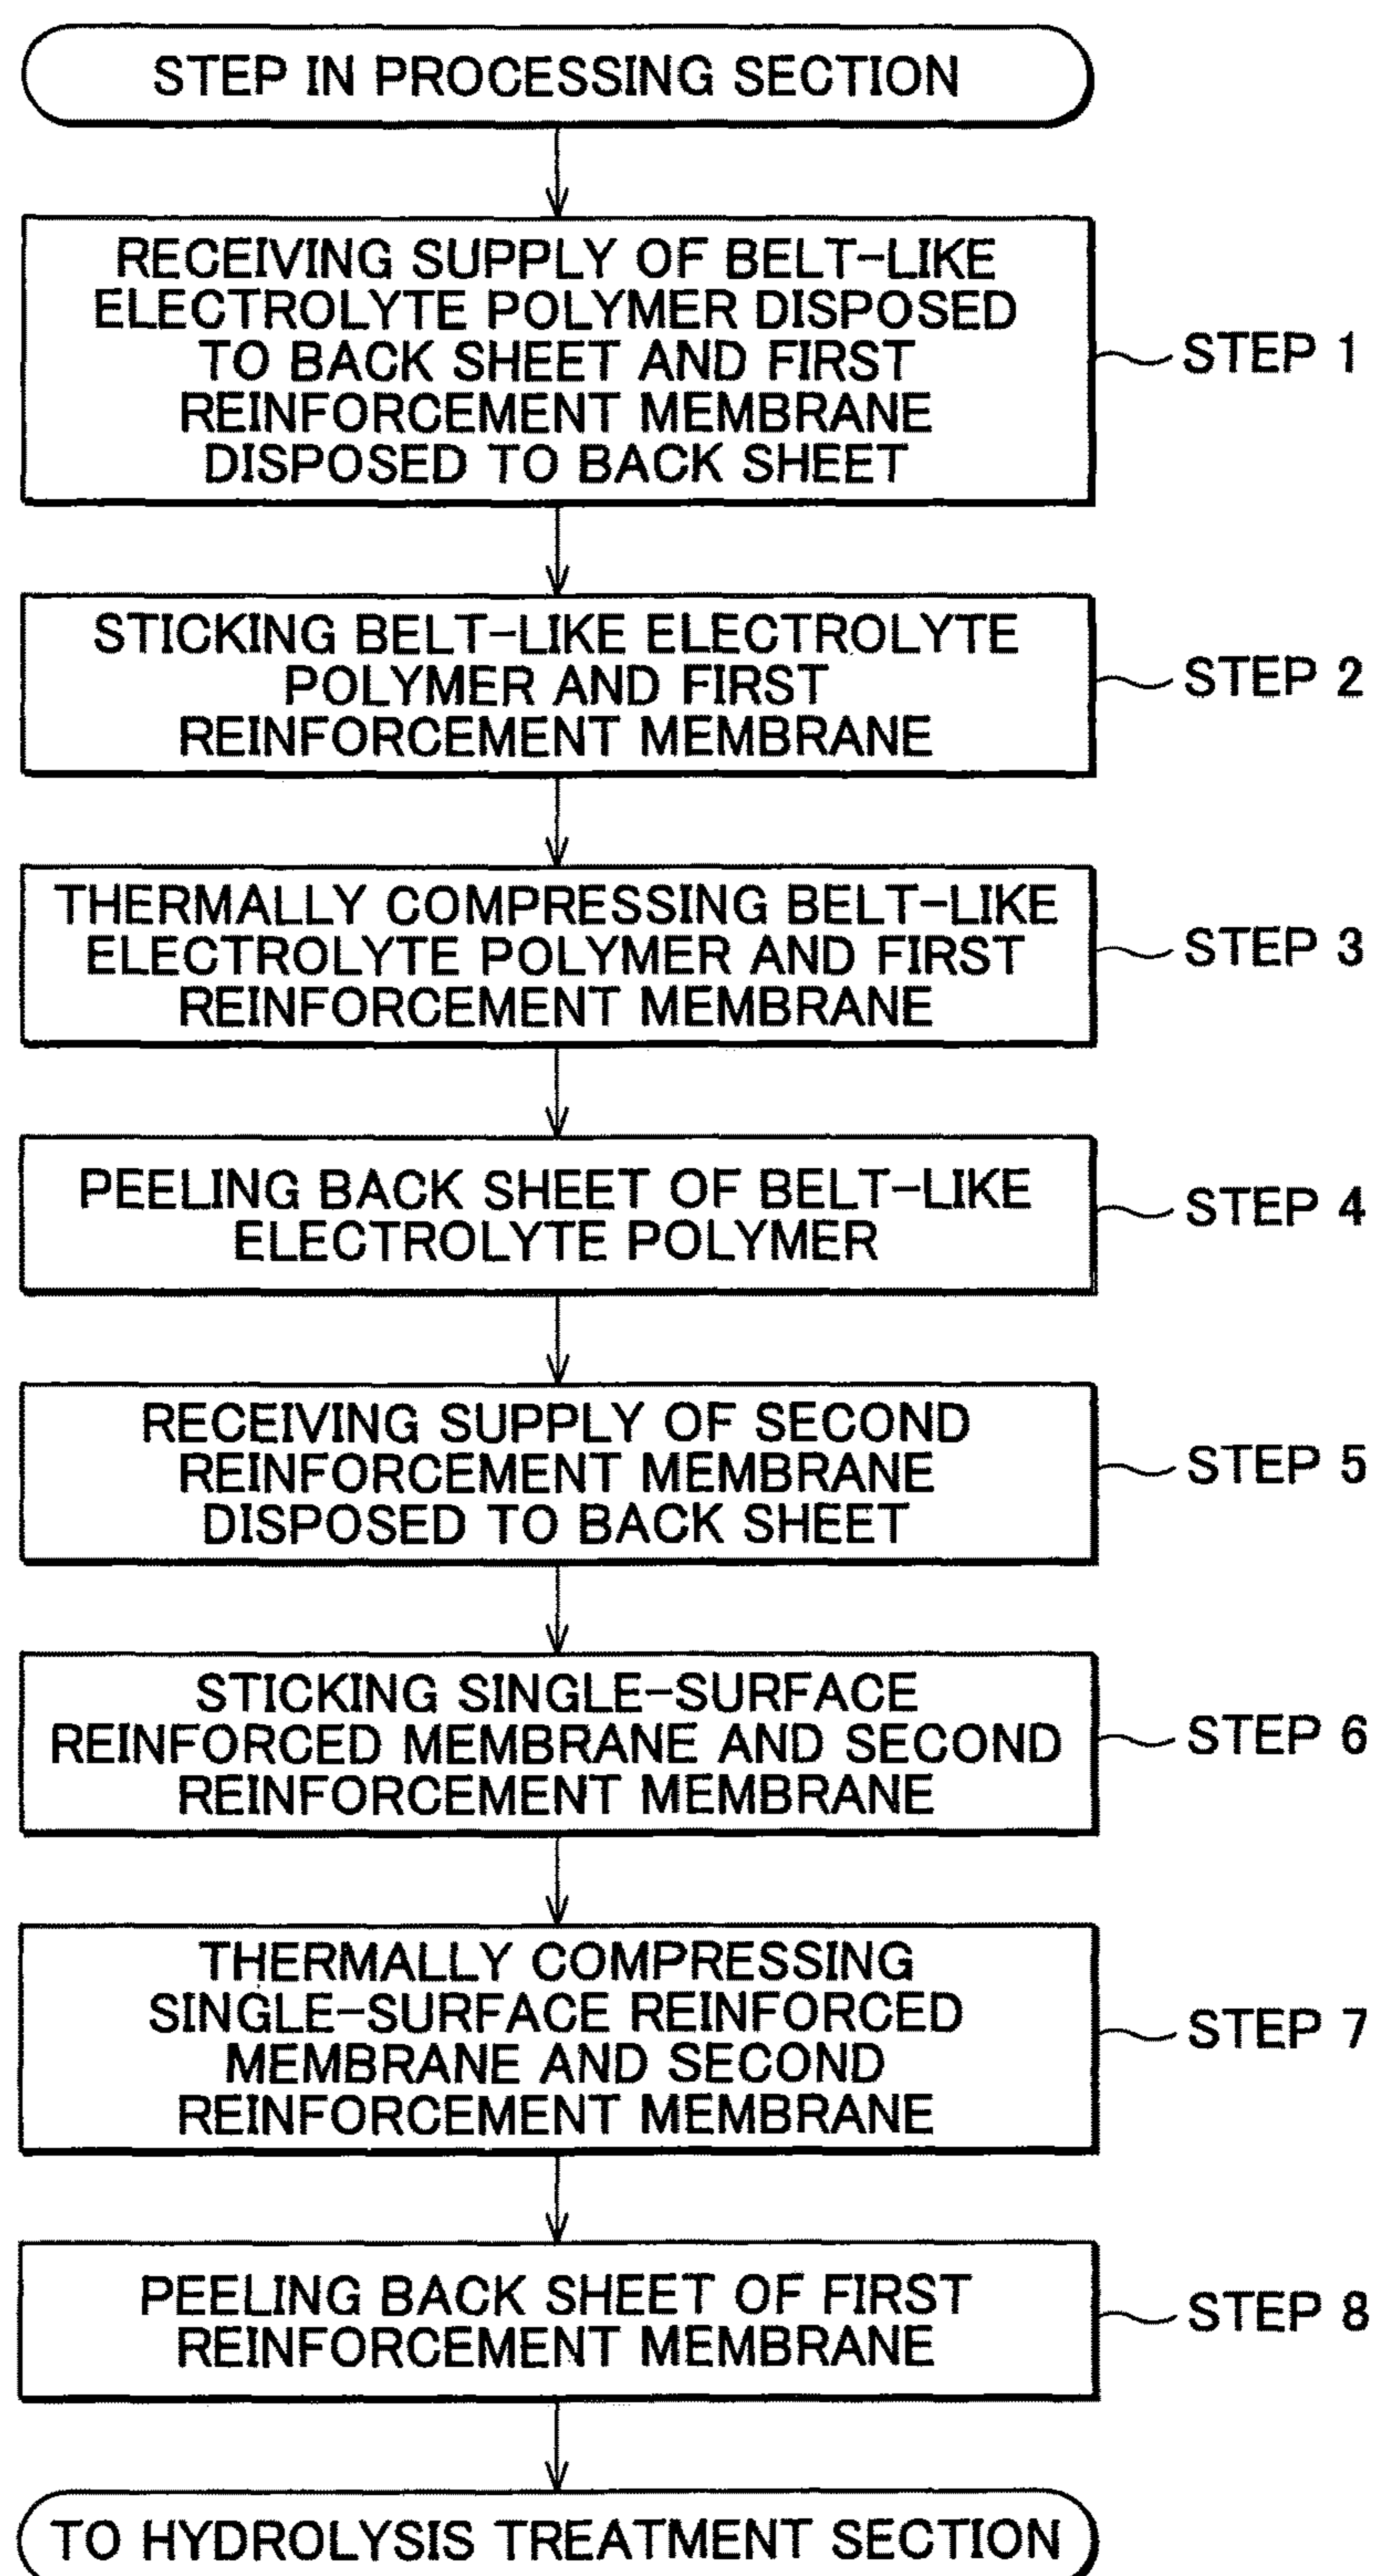 STEP IN PROCESSING SECTION
RECEIVING SUPPLY OF BELT-LIKE
ELECTROLYTE POLYMER DISPOSED
TO BACK SHEET AND FIRST
REINFORCEMENT MEMBRANE
DISPOSED TO BACK SHEET
STEP 1
STICKING BELT-LIKE ELECTROLYTE
POLYMER AND FIRST
REINFORCEMENT MEMBRANE
STEP 2
THERMALLY COMPRESSING BELT-LIKE
ELECTROLYTE POLYMER AND FIRST
REINFORCEMENT MEMBRANE
STEP 3
PEELING BACK SHEET OF BELT-LIKE
ELECTROLYTE POLYMER
STEP 4
RECEIVING SUPPLY OF SECOND
REINFORCEMENT MEMBRANE
DISPOSED TO BACK SHEET
STEP 5
STICKING SINGLE-SURFACE
REINFORCED MEMBRANE AND SECOND
REINFORCEMENT MEMBRANE
STEP 6
THERMALLY COMPRESSING
SINGLE-SURFACE REINFORCED
MEMBRANE AND SECOND
REINFORCEMENT MEMBRANE
STEP 7
PEELING BACK SHEET OF FIRST
REINFORCEMENT MEMBRANE
STEP 8
TO HYDROLYSIS TREATMENT SECTION